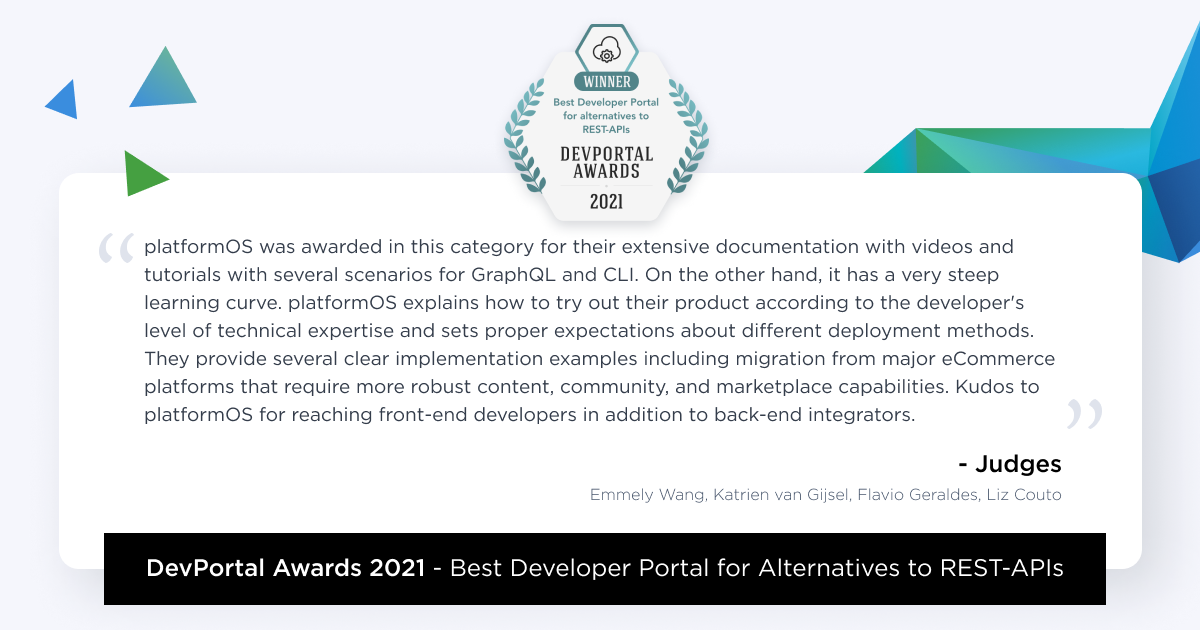 WINNER
Best Developer Portal
for alternatives to
REST-APIs
DEVPORTAL
AWARDS
2021
“ platformOS was awarded in this category for their extensive documentation with videos and
tutorials with several scenarios for GraphQL and CLI. On the other hand, it has a very steep
learning curve. platformOS explains how to try out their product according to the developer's
level of technical expertise and sets proper expectations about different deployment methods.
They provide several clear implementation examples including migration from major eCommerce
platforms that require more robust content, community, and marketplace capabilities. Kudos to
platformOS for reaching front-end developers in addition to back-end integrators. ”
- Judges
Emmely Wang, Katrien van Gijsel, Flavio Geraldes, Liz Couto
DevPortal Awards 2021 - Best Developer Portal for Alternatives to REST-APIs